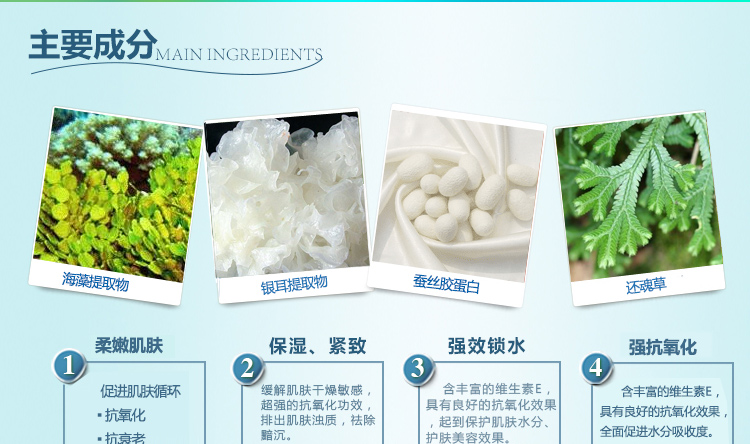 主要成分MAIN INGREDIENTS
海藻提取物
银耳提取物
蚕丝胶蛋白
还魂草
1
柔嫩肌肤
促进肌肤循环
▪ 抗氧化
▪ 抗衰老
2
保湿、紧致
缓解肌肤干燥敏感，
超强的抗氧化功效，
排出肌肤浊质，祛除
黯沉。
3
强效锁水
含丰富的维生素E，
具有良好的抗氧化效果
，起到保护肌肤水分、
护肤美容效果。
4
强抗氧化
含丰富的维生素E，
具有良好的抗氧化效果，
全面促进水分吸收度。